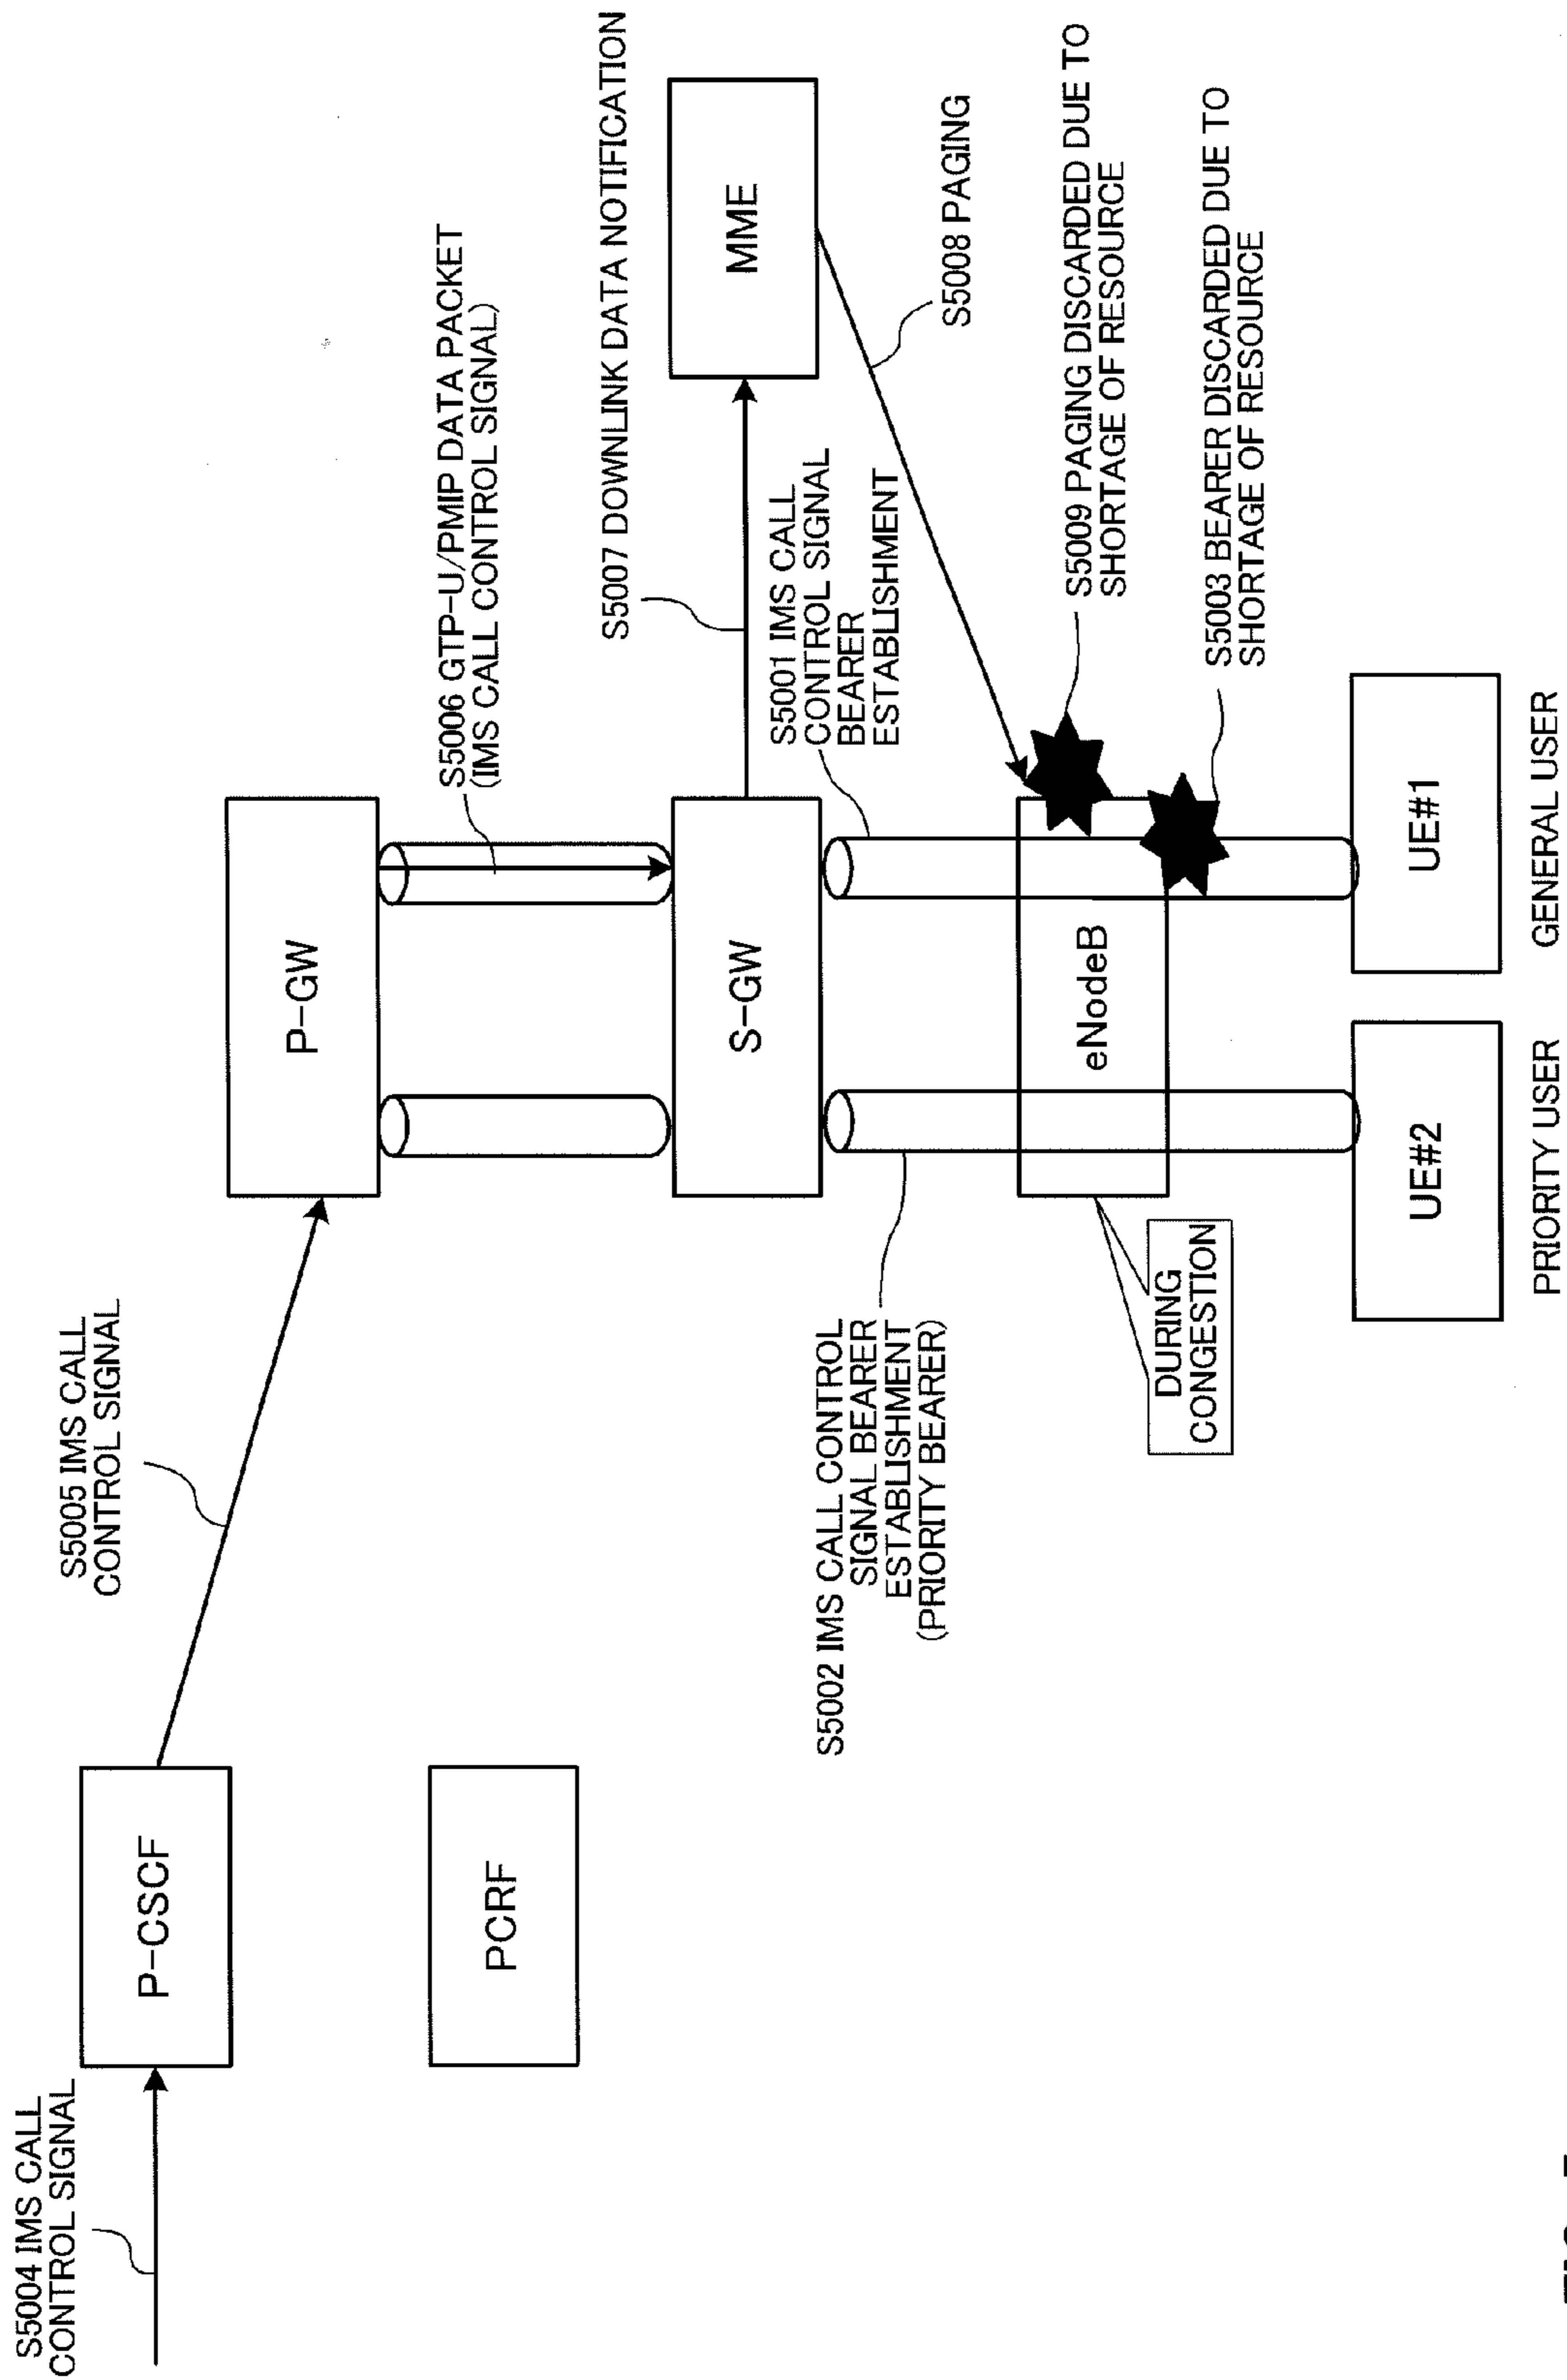 S5004 IMS CALL
CONTROL SIGNAL
P-CSCF
PCRF
S5005 IMS CALL
CONTROL SIGNAL
P-GW
S5006 GTP-U/PMIP DATA PACKET
(IMS CALL CONTROL SIGNAL)
S-GW
S5007 DOWNLINK DATA NOTIFICATION
MME
S5002 IMS CALL CONTROL
SIGNAL BEARER
ESTABLISHMENT
(PRIORITY BEARER)
S5001 IMS CALL
CONTROL SIGNAL
BEARER
ESTABLISHMENT
S5008 PAGING
DURING
CONGESTION
eNodeB
S5009 PAGING DISCARDED DUE TO
SHORTAGE OF RESOURCE
S5003 BEARER DISCARDED DUE TO
SHORTAGE OF RESOURCE
UE#2
UE#1
PRIORITY USER
GENERAL USER